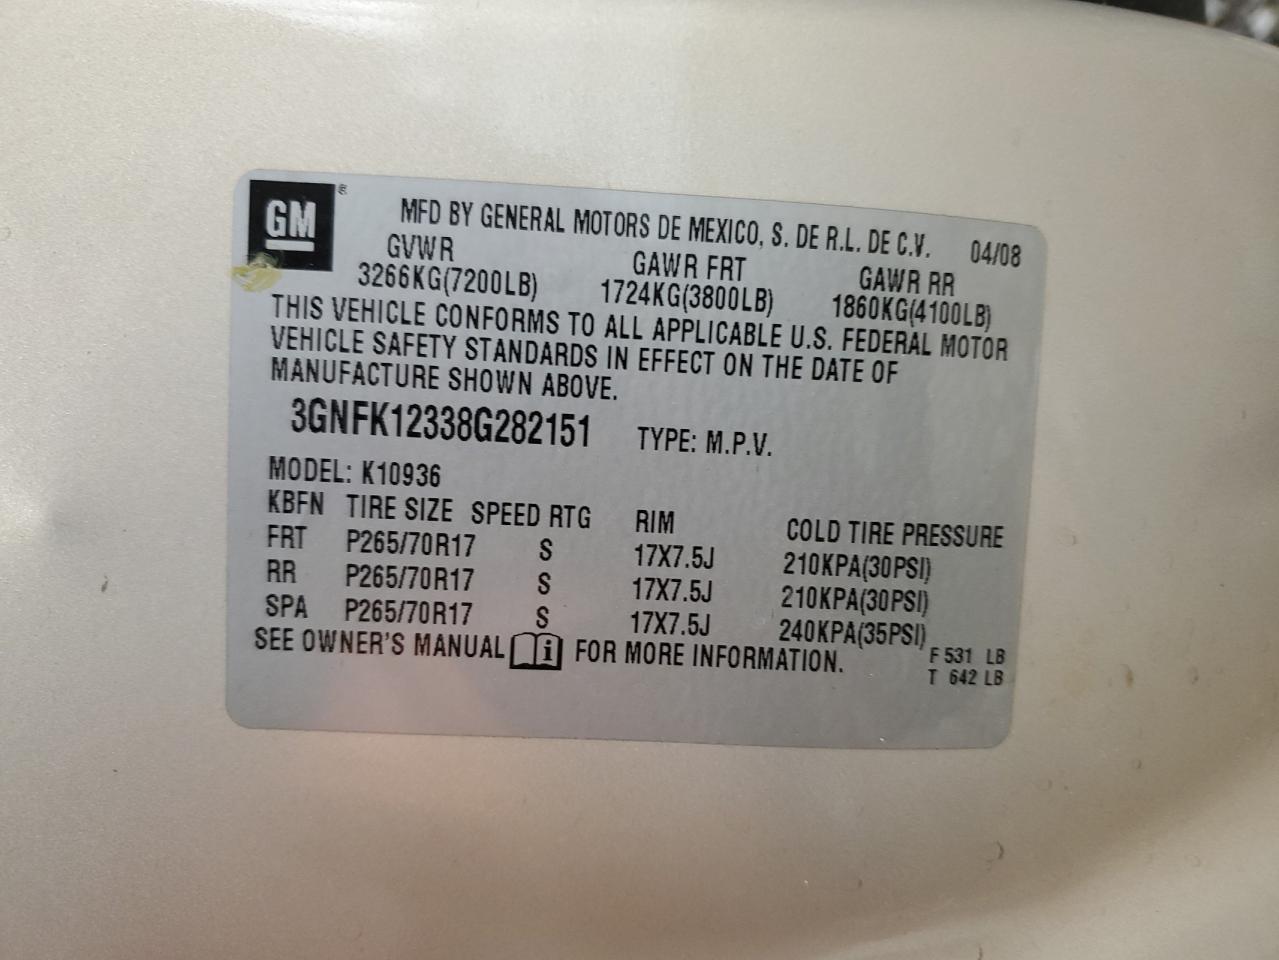 GM ®
MFD BY GENERAL MOTORS DE MEXICO, S. DE R.L. DE C.V. 04/08
GVWR GAWR FRT GAWR RR
3266KG(7200LB) 1724KG(3800LB) 1860KG(4100LB)
THIS VEHICLE CONFORMS TO ALL APPLICABLE U.S. FEDERAL MOTOR
VEHICLE SAFETY STANDARDS IN EFFECT ON THE DATE OF
MANUFACTURE SHOWN ABOVE.
3GNFK12338G282151 TYPE: M.P.V.
MODEL: K10936
KBFN TIRE SIZE SPEED RTG RIM COLD TIRE PRESSURE
FRT P265/70R17 S 17X7.5J 210KPA(30PSI)
RR P265/70R17 S 17X7.5J 210KPA(30PSI)
SPA P265/70R17 S 17X7.5J 240KPA(35PSI)
SEE OWNER'S MANUAL i FOR MORE INFORMATION. F 531 LB
T 642 LB